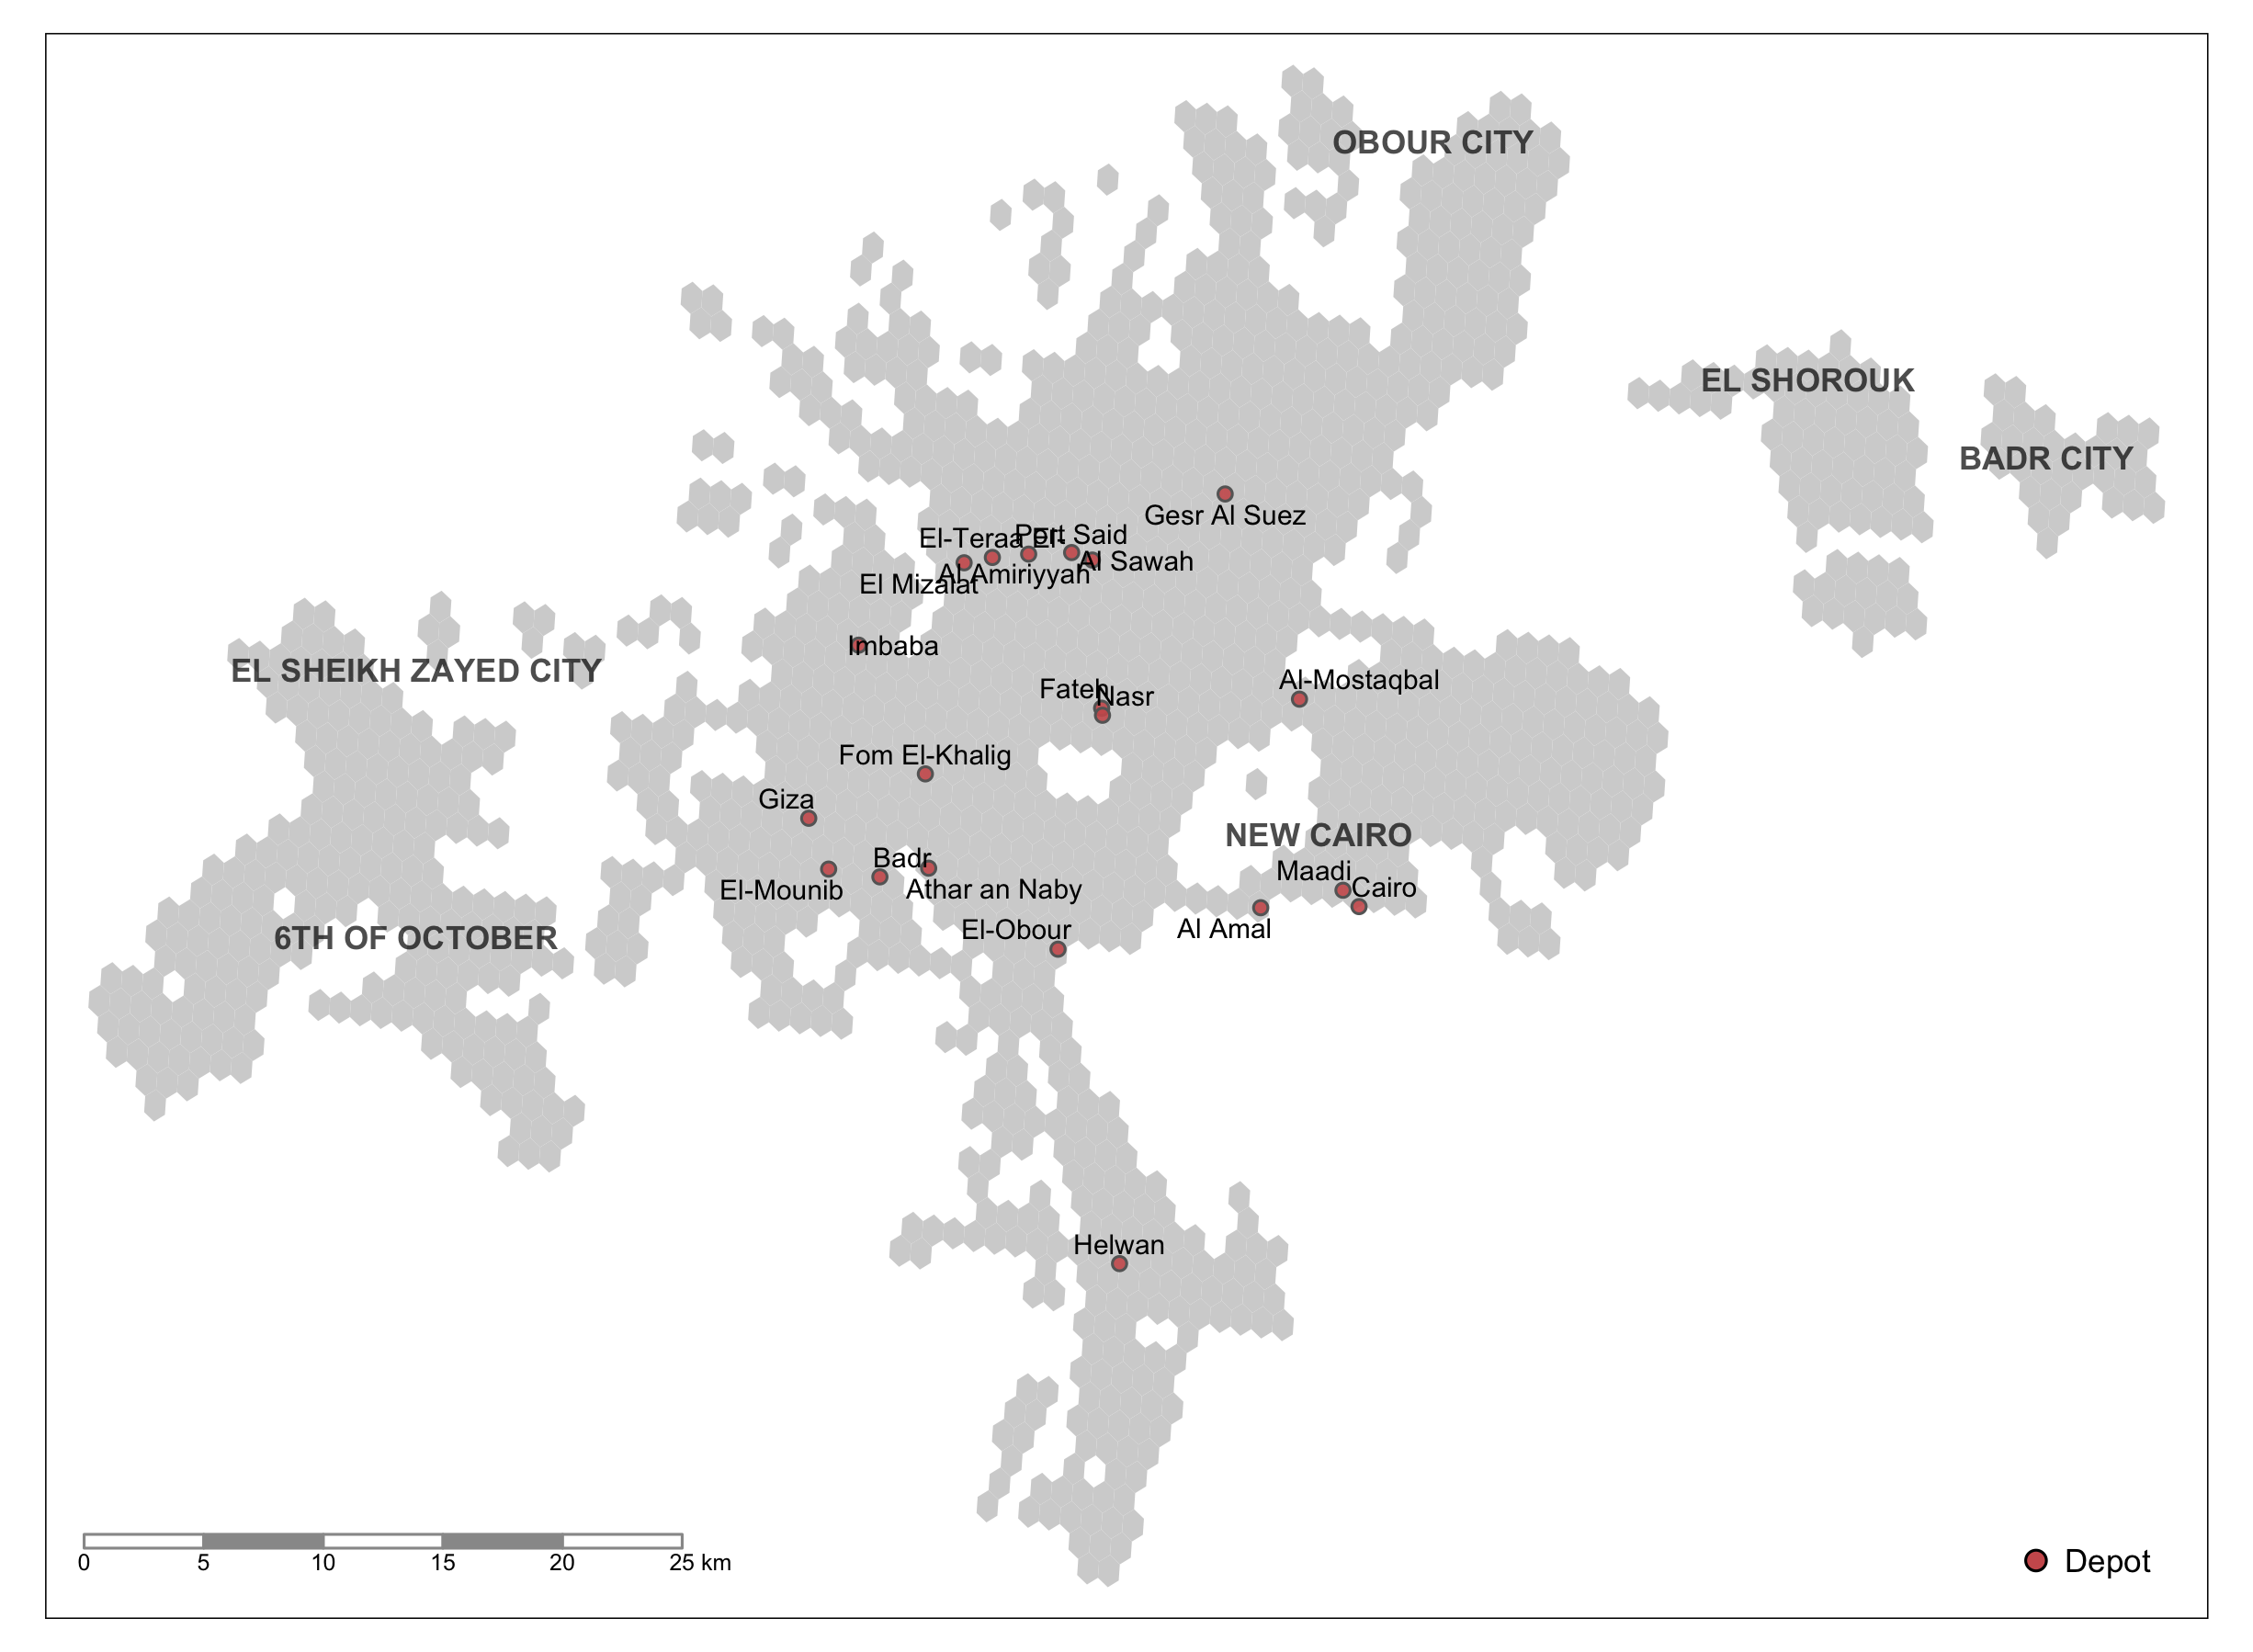 OBOUR CITY
EL SHOROUK
BADR CITY
Gesr Al Suez
Port Said
El-Teraa El-
Al Sawah
Al Amiriyyah
El Mizalat
Imbaba
EL SHEIKH ZAYED CITY
Al-Mostaqbal
Fateh
Nasr
Fom El-Khalig
Giza
NEW CAIRO
Badr
Maadi
Cairo
El-Mounib
Athar an Naby
Al Amal
El-Obour
6TH OF OCTOBER
Helwan
0 5 10 15 20 25 km
Depot